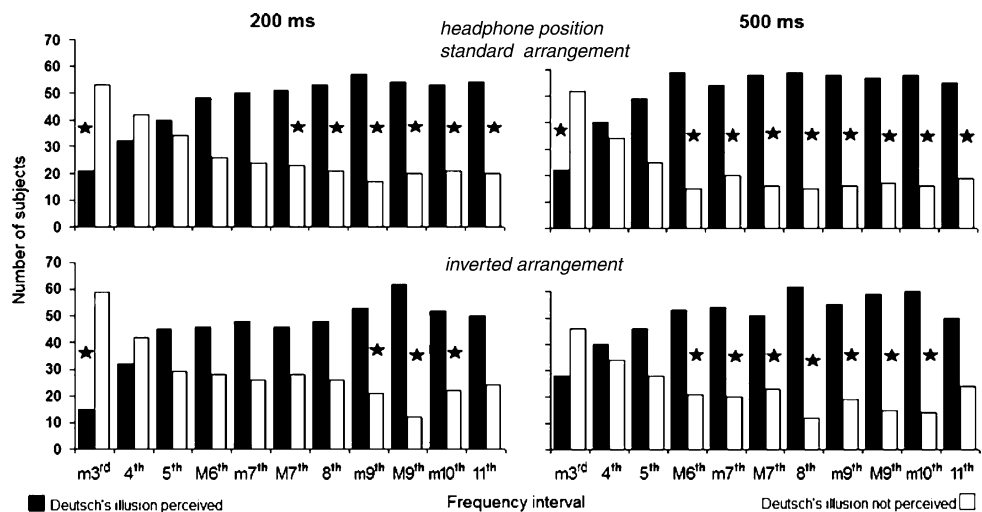 200 ms
headphone position
standard arrangement
500 ms
70
60
50
40
30
20
10
0
Number of subjects
inverted arrangement
70
60
50
40
30
20
10
0
m3rd 4th 5th M6th m7th M7th 8th m9th M9th m10th 11th
m3rd 4th 5th M6th m7th M7th 8th m9th M9th m10th 11th
Deutsch's illusion perceived
Frequency interval
Deutsch's illusion not perceived